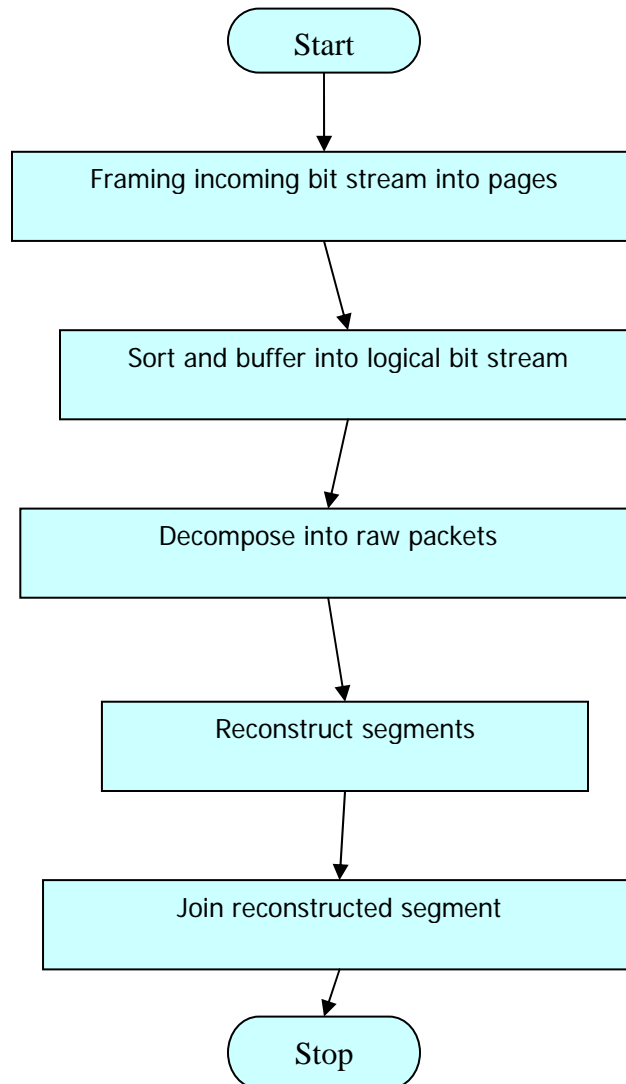 Start
Framing incoming bit stream into pages
Sort and buffer into logical bit stream
Decompose into raw packets
Reconstruct segments
Join reconstructed segment
Stop